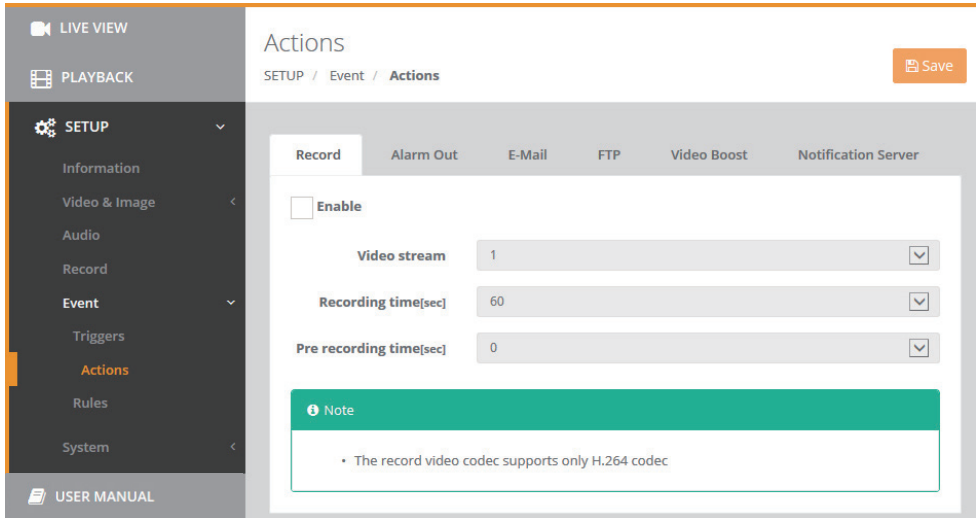 LIVE VIEW
PLAYBACK
SETUP
Information
Video & Image
Audio
Record
Event
Triggers
Actions
Rules
System
USER MANUAL
Actions
SETUP / Event / Actions
Save
Record Alarm Out E-Mail FTP Video Boost Notification Server
Enable
Video stream 1
Recording time[sec] 60
Pre recording time[sec] 0
Note
• The record video codec supports only H.264 codec